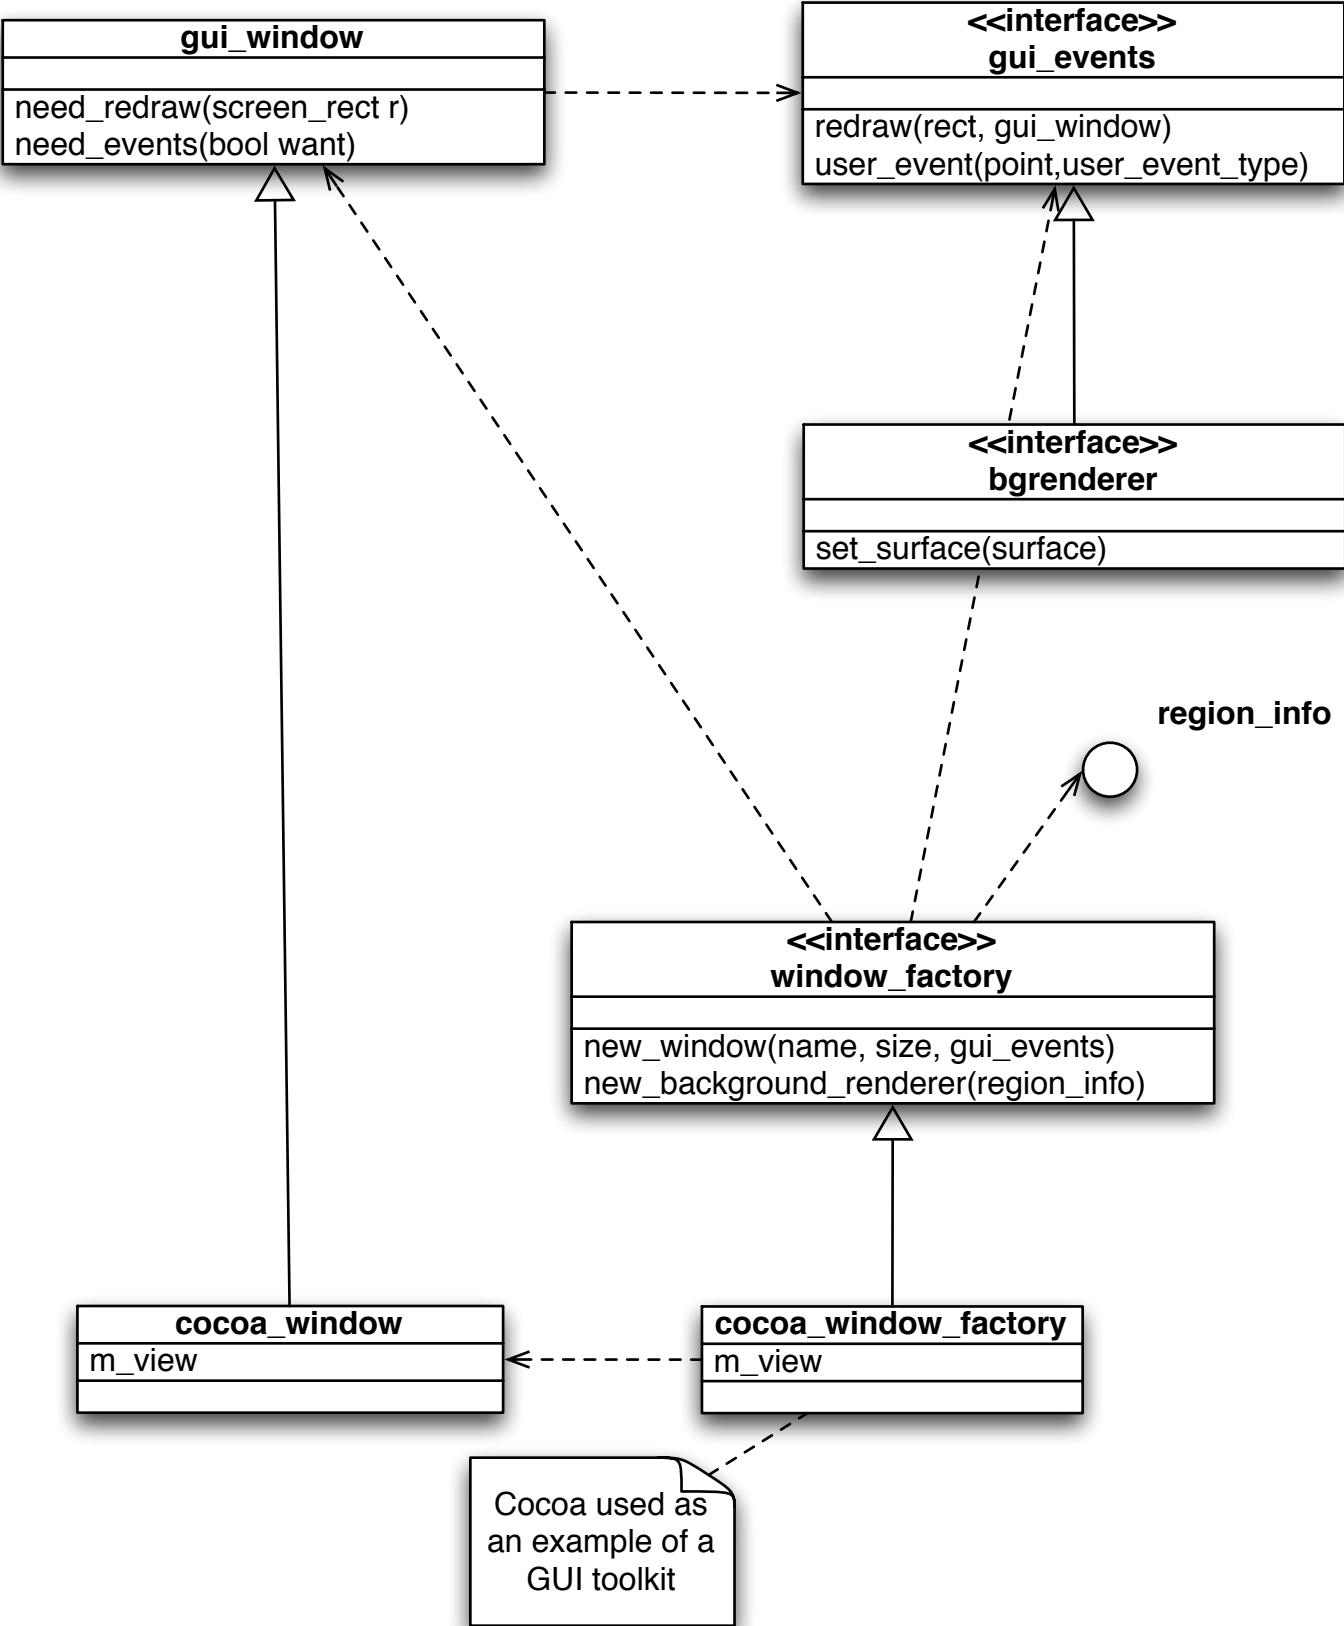 gui_window
need_redraw(screen_rect r)
need_events(bool want)
<<interface>>
gui_events
redraw(rect, gui_window)
user_event(point,user_event_type)
<<interface>>
bgrenderer
set_surface(surface)
region_info
<<interface>>
window_factory
new_window(name, size, gui_events)
new_background_renderer(region_info)
cocoa_window
m_view
cocoa_window_factory
m_view
Cocoa used as
an example of a
GUI toolkit